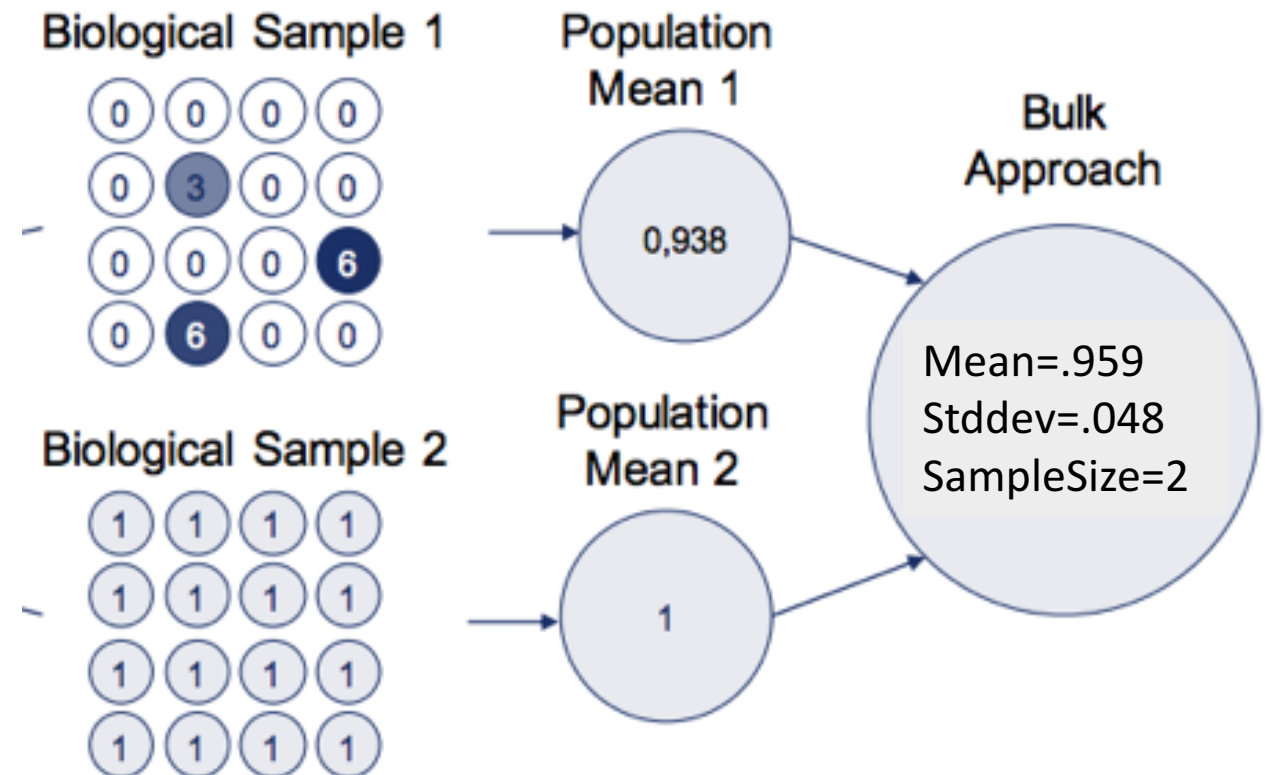 Biological Sample 1
0 0 0 0
0 3 0 0
0 0 0 6
0 6 0 0
Population
Mean 1
0,938
Bulk
Approach
Mean=.959
Stddev=.048
SampleSize=2
Biological Sample 2
1 1 1 1
1 1 1 1
1 1 1 1
1 1 1 1
Population
Mean 2
1